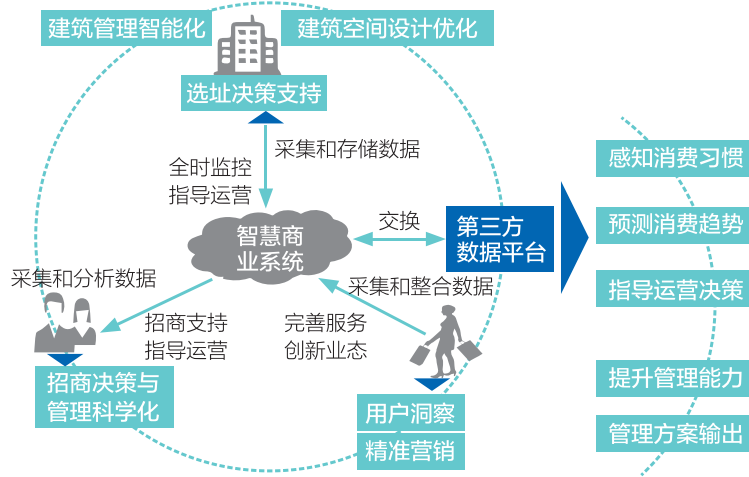 建筑管理智能化
建筑空间设计优化
选址决策支持
采集和存储数据
全时监控
指导运营
智慧商
业系统
交换
第三方
数据平台
采集和分析数据
招商支持
指导运营
采集和整合数据
完善服务
创新业态
招商决策与
管理科学化
用户洞察
精准营销
感知消费习惯
预测消费趋势
指导运营决策
提升管理能力
管理方案输出